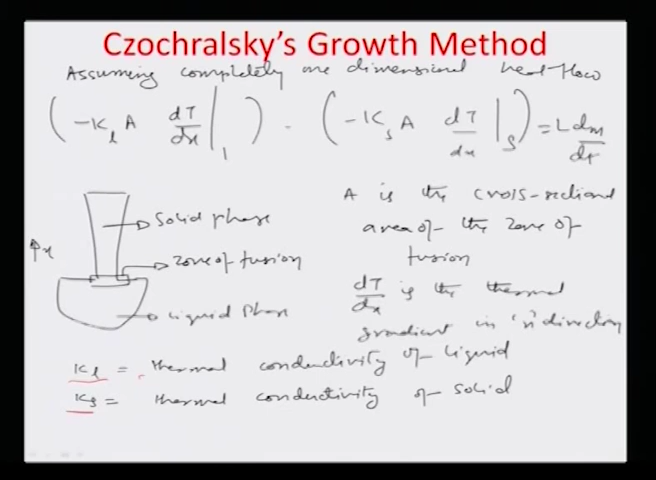 Czochralsky's Growth Method
Assuming completely one dimensional heat flow
(-K_l A dT/dx |_l) - (-K_s A dT/dx |_s) = L dm/dt
A is the cross-sectional
area of the zone of
fusion
dT/dx is the thermal
gradient in 'x' direction
↑x
Solid phase
Zone of fusion
Liquid phase
K_l = thermal conductivity of liquid
K_s = thermal conductivity of solid